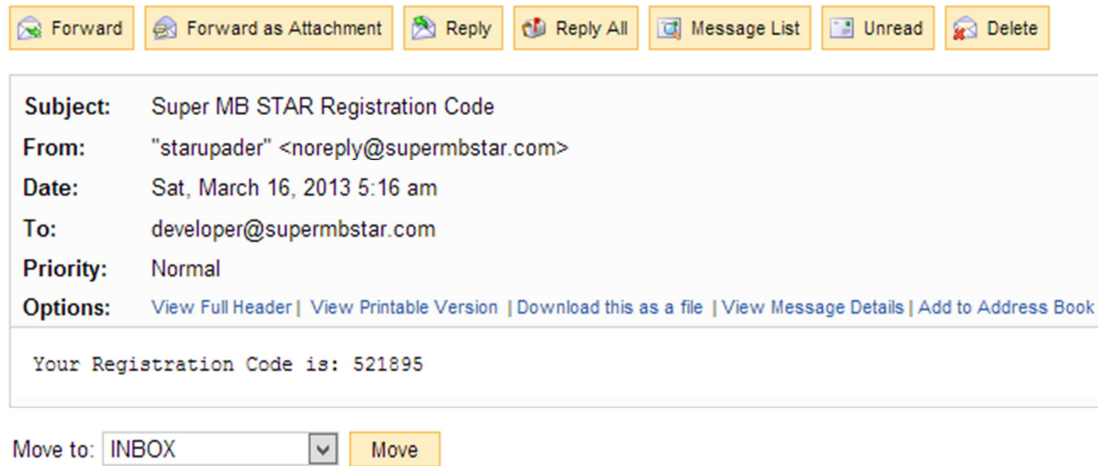 Forward Forward as Attachment Reply Reply All Message List Unread Delete
Subject: Super MB STAR Registration Code
From: "starupader" <noreply@supermbstar.com>
Date: Sat, March 16, 2013 5:16 am
To: developer@supermbstar.com
Priority: Normal
Options: View Full Header | View Printable Version | Download this as a file | View Message Details | Add to Address Book
Your Registration Code is: 521895
Move to: INBOX Move